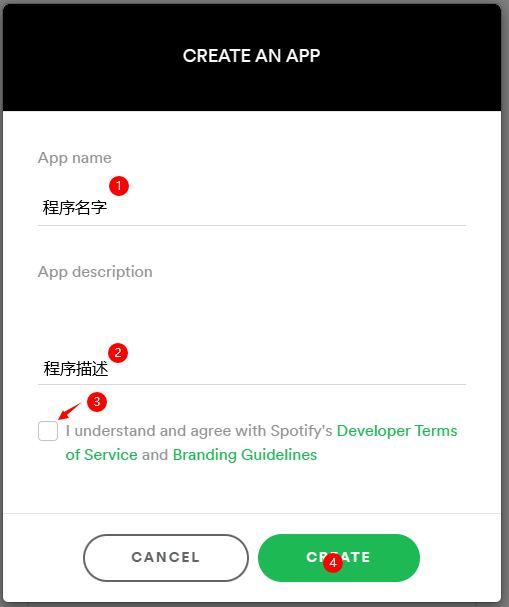 CREATE AN APP
App name
1
程序名字
App description
2
程序描述
3
I understand and agree with Spotify's Developer Terms
of Service and Branding Guidelines
CANCEL CREATE
4